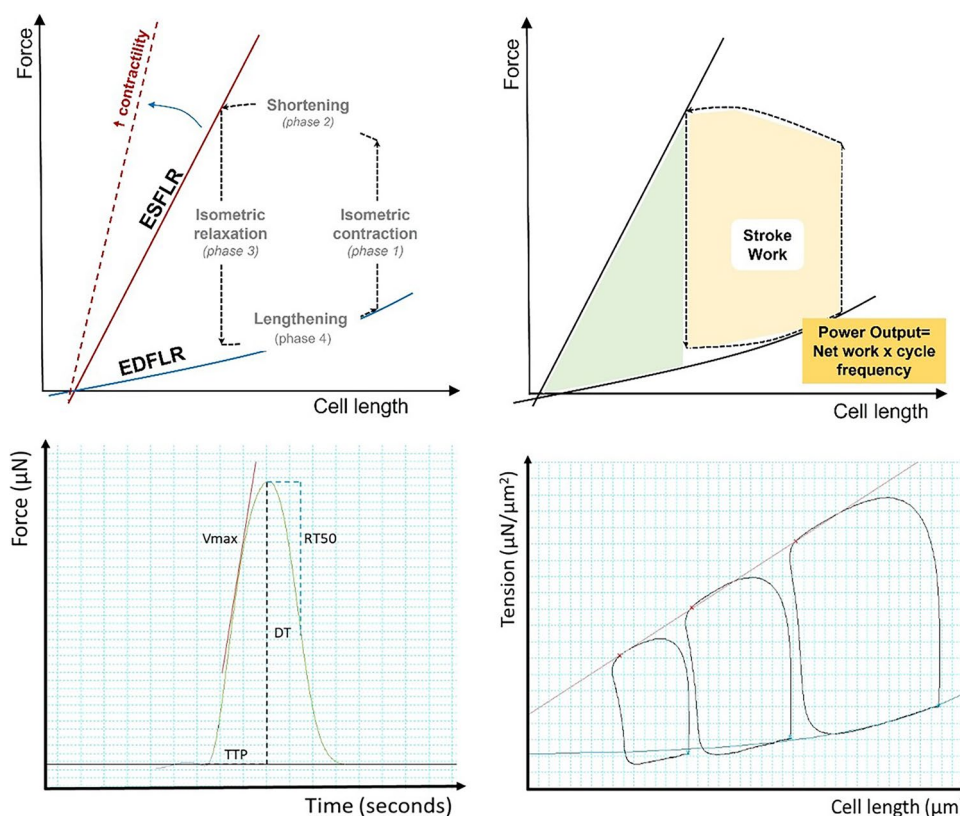 Force
↑ contractility
ESFLR
EDFLR
Shortening
(phase 2)
Isometric
relaxation
(phase 3)
Isometric
contraction
(phase 1)
Lengthening
(phase 4)
Cell length
Force
Stroke
Work
Power Output=
Net work x cycle
frequency
Cell length
Force (µN)
Vmax
RT50
DT
TTP
Time (seconds)
Tension (µN/µm²)
Cell length (µm)